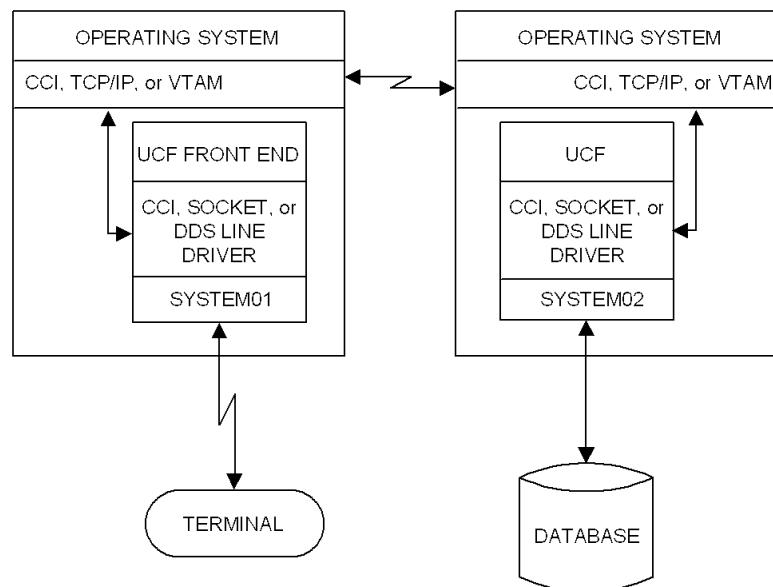 OPERATING SYSTEM
CCI, TCP/IP, or VTAM
UCF FRONT END
CCI, SOCKET, or
DDS LINE
DRIVER
SYSTEM01
TERMINAL
OPERATING SYSTEM
CCI, TCP/IP, or VTAM
UCF
CCI, SOCKET, or
DDS LINE
DRIVER
SYSTEM02
DATABASE